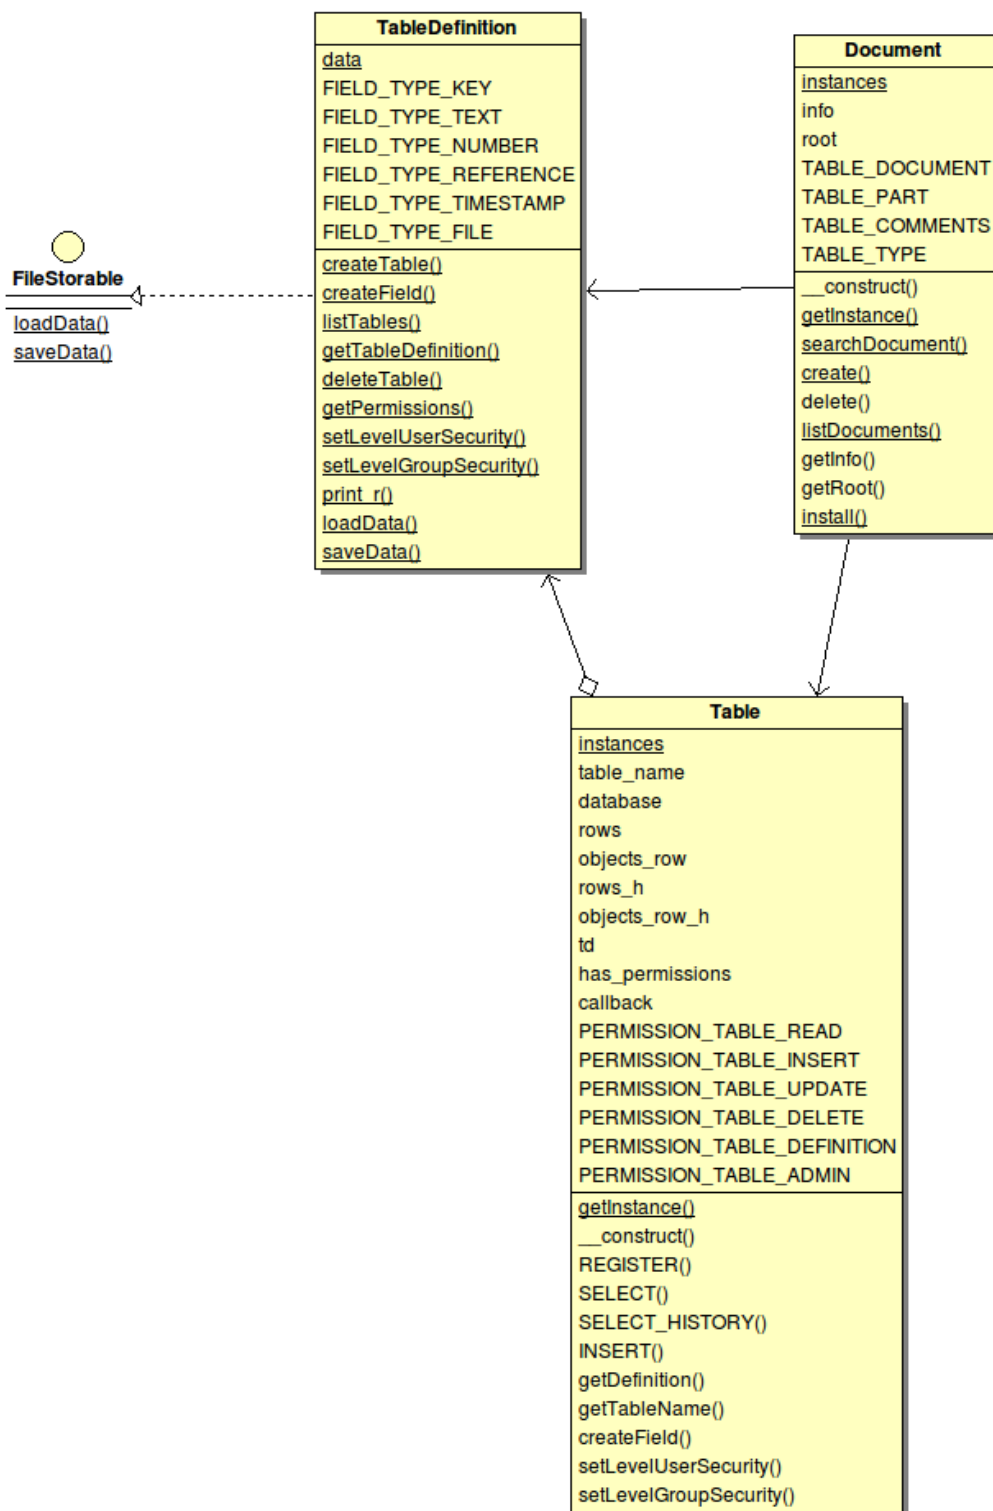 TableDefinition
data
FIELD_TYPE_KEY
FIELD_TYPE_TEXT
FIELD_TYPE_NUMBER
FIELD_TYPE_REFERENCE
FIELD_TYPE_TIMESTAMP
FIELD_TYPE_FILE
createTable()
createField()
listTables()
getTableDefinition()
deleteTable()
getPermissions()
setLevelUserSecurity()
setLevelGroupSecurity()
print_r()
loadData()
saveData()
Document
instances
info
root
TABLE_DOCUMENT
TABLE_PART
TABLE_COMMENTS
TABLE_TYPE
__construct()
getInstance()
searchDocument()
create()
delete()
listDocuments()
getInfo()
getRoot()
install()
FileStorable
loadData()
saveData()
Table
instances
table_name
database
rows
objects_row
rows_h
objects_row_h
td
has_permissions
callback
PERMISSION_TABLE_READ
PERMISSION_TABLE_INSERT
PERMISSION_TABLE_UPDATE
PERMISSION_TABLE_DELETE
PERMISSION_TABLE_DEFINITION
PERMISSION_TABLE_ADMIN
getInstance()
__construct()
REGISTER()
SELECT()
SELECT_HISTORY()
INSERT()
getDefinition()
getTableName()
createField()
setLevelUserSecurity()
setLevelGroupSecurity()